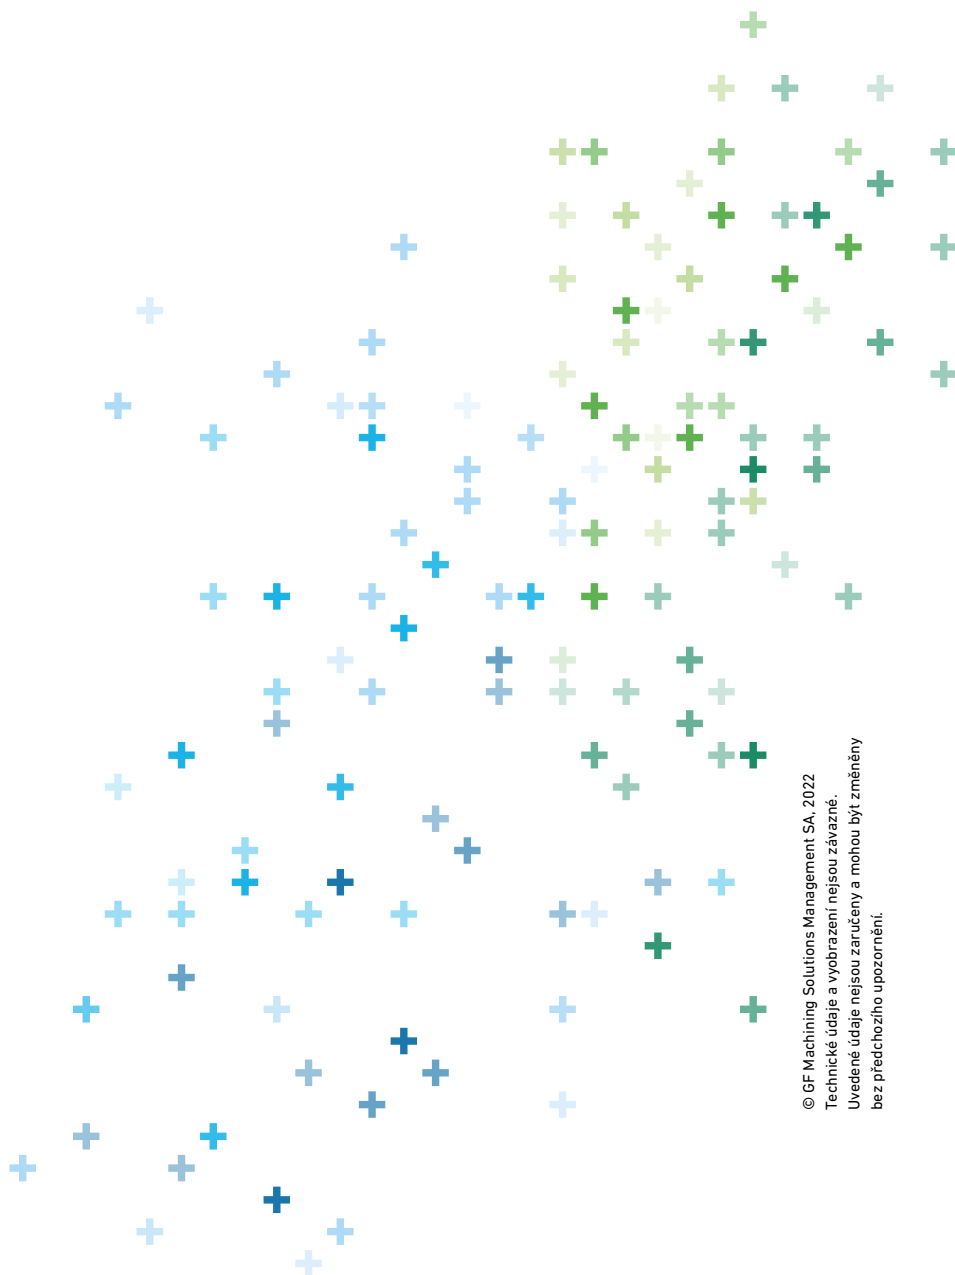 © GF Machining Solutions Management SA, 2022
Technické údaje a vyobrazení nejsou závazné.
Uvedené údaje nejsou zaručeny a mohou být změněny
bez předchozího upozornění.